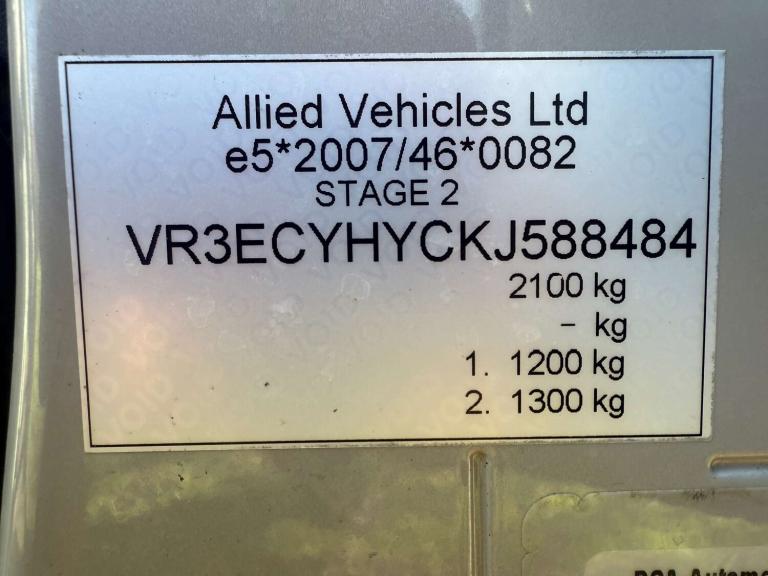 Allied Vehicles Ltd
e5*2007/46*0082
STAGE 2
VR3ECYHYCKJ588484
2100 kg
– kg
1. 1200 kg
2. 1300 kg